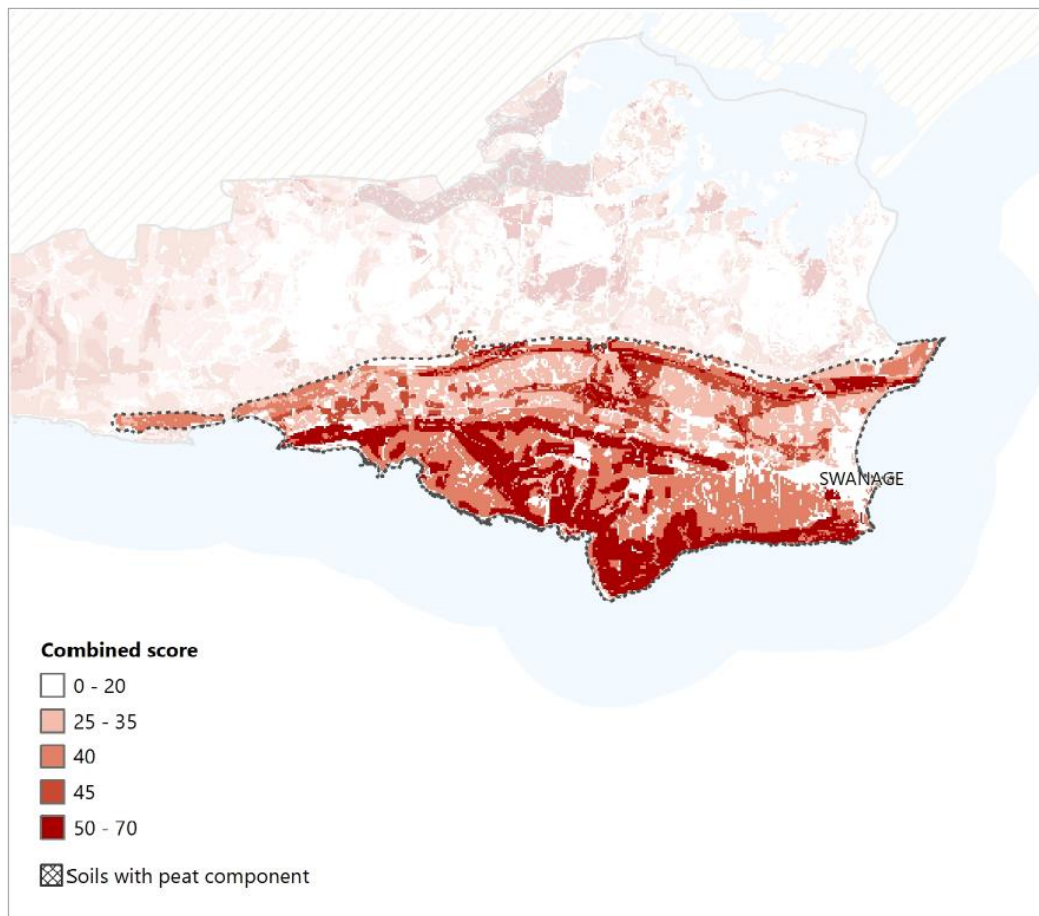 SWANAGE
Combined score
0 - 20
25 - 35
40
45
50 - 70
Soils with peat component